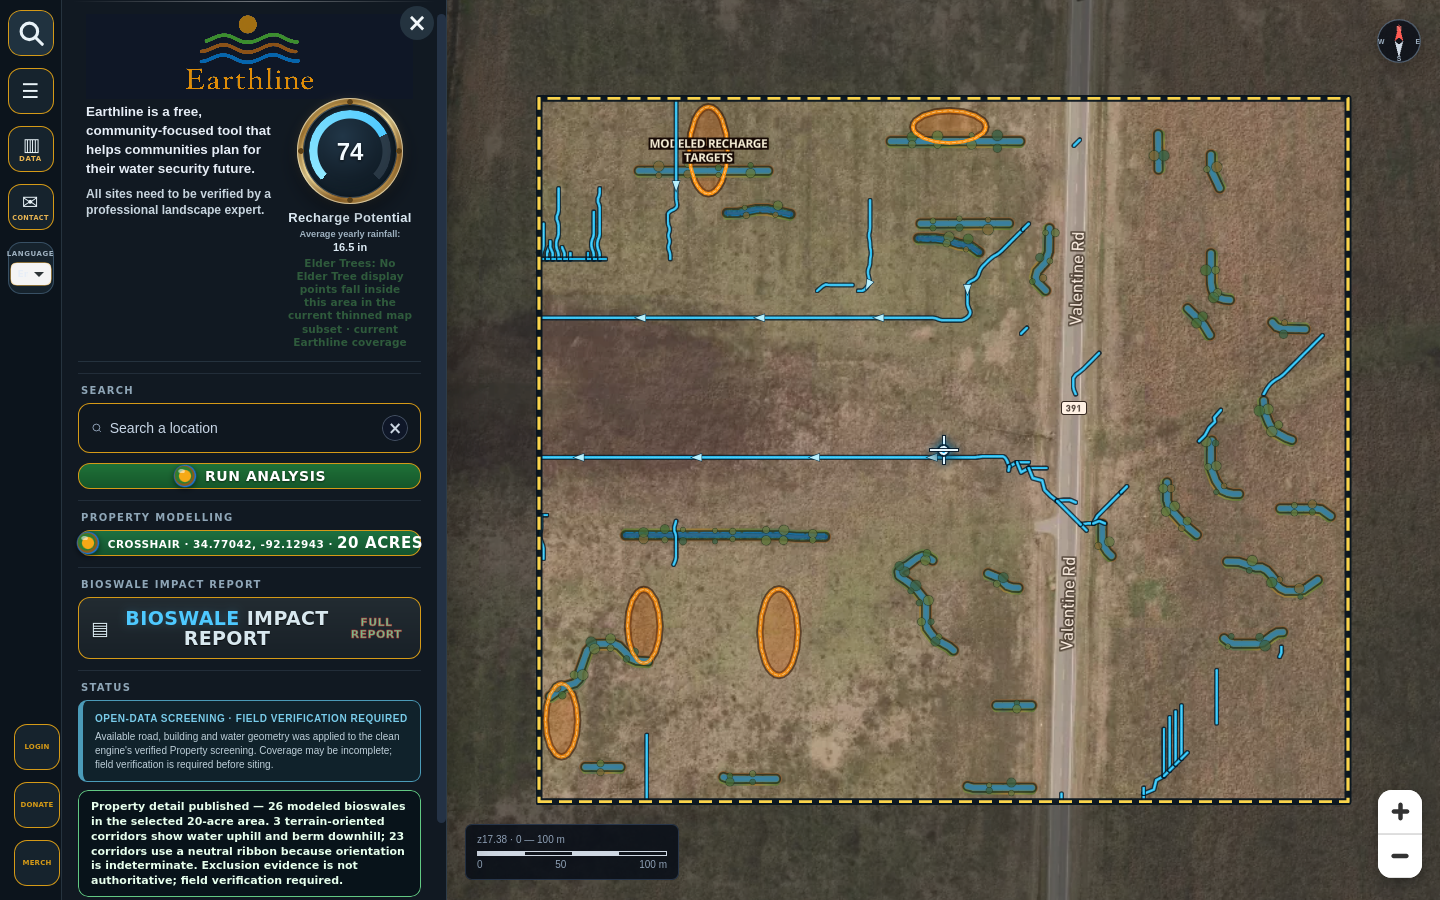 DATA
CONTACT
LANGUAGE
LOGIN
DONATE
MERCH
Earthline
Earthline is a free,
community-focused tool that
helps communities plan for
their water security future.
All sites need to be verified by a
professional landscape expert.
74
Recharge Potential
Average yearly rainfall:
16.5 in
Elder Trees: No
Elder Tree display
points fall inside
this area in the
current thinned map
subset · current
Earthline coverage
SEARCH
Search a location
RUN ANALYSIS
PROPERTY MODELLING
CROSSHAIR · 34.77042, -92.12943 · 20 ACRES
BIOSWALE IMPACT REPORT
BIOSWALE IMPACT
REPORT
FULL
REPORT
STATUS
OPEN-DATA SCREENING · FIELD VERIFICATION REQUIRED
Available road, building and water geometry was applied to the clean
engine's verified Property screening. Coverage may be incomplete;
field verification is required before siting.
Property detail published — 26 modeled bioswales
in the selected 20-acre area. 3 terrain-oriented
corridors show water uphill and berm downhill; 23
corridors use a neutral ribbon because orientation
is indeterminate. Exclusion evidence is not
authoritative; field verification required.
MODELED RECHARGE
TARGETS
Valentine Rd
391
Valentine Rd
N
W
E
S
z17.38 · 0 — 100 m
0
50
100 m